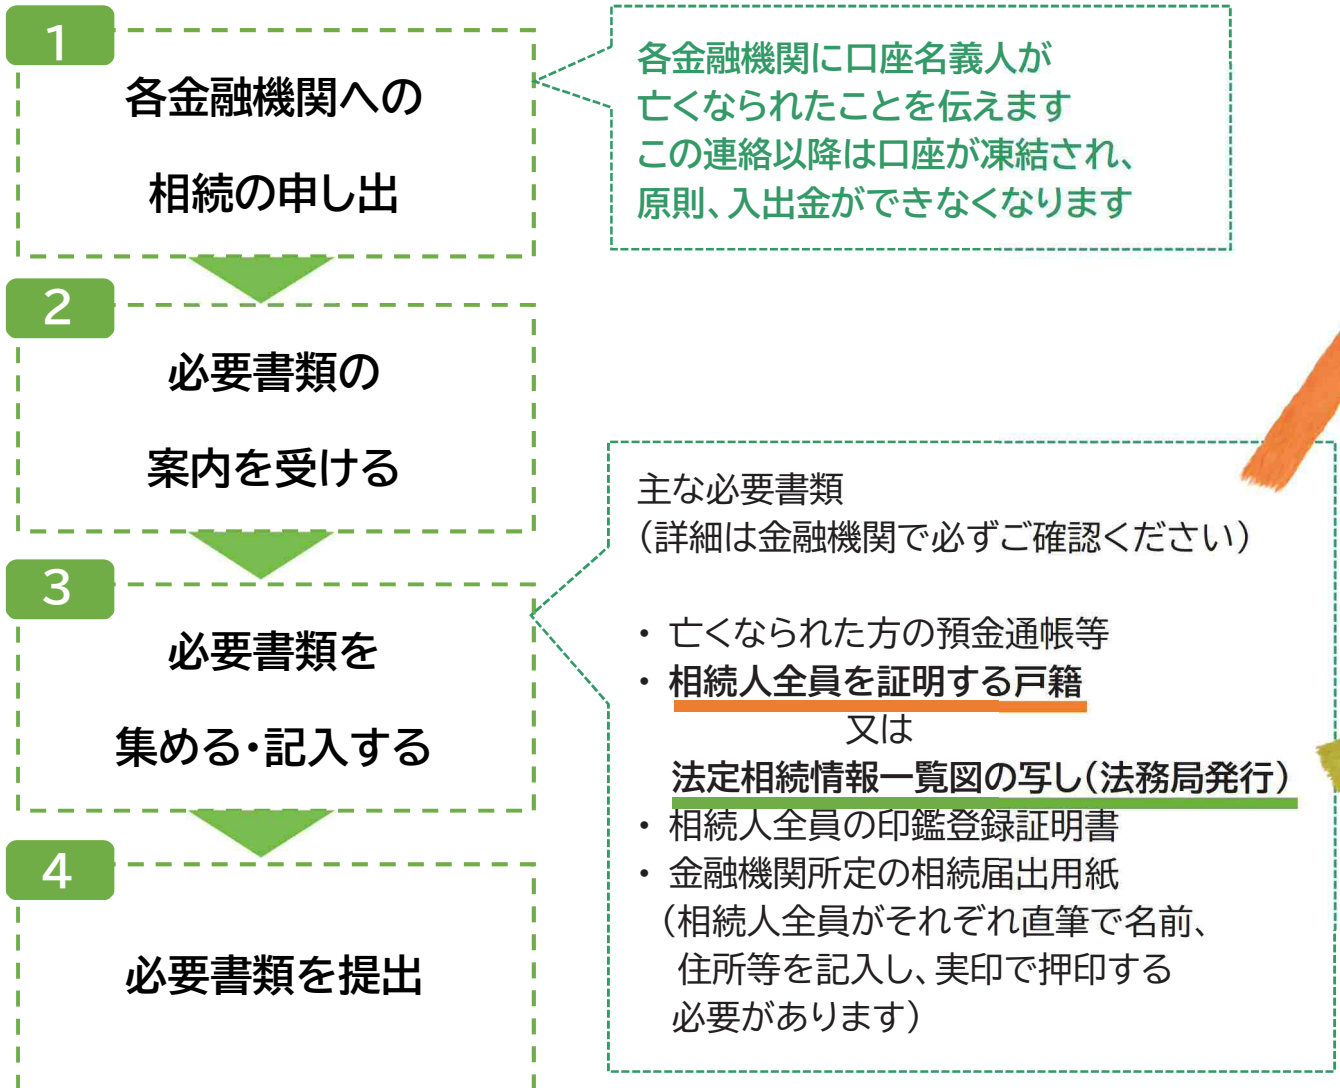 1
各金融機関への
相続の申し出
各金融機関に口座名義人が
亡くなられたことを伝えます
この連絡以降は口座が凍結され、
原則、入出金ができなくなります
2
必要書類の
案内を受ける
3
必要書類を
集める・記入する
主な必要書類
（詳細は金融機関で必ずご確認ください）
・ 亡くなられた方の預金通帳等
・ 相続人全員を証明する戸籍
又は
法定相続情報一覧図の写し（法務局発行）
・ 相続人全員の印鑑登録証明書
・ 金融機関所定の相続届出用紙
（相続人全員がそれぞれ直筆で名前、
住所等を記入し、実印で押印する
必要があります）
4
必要書類を提出